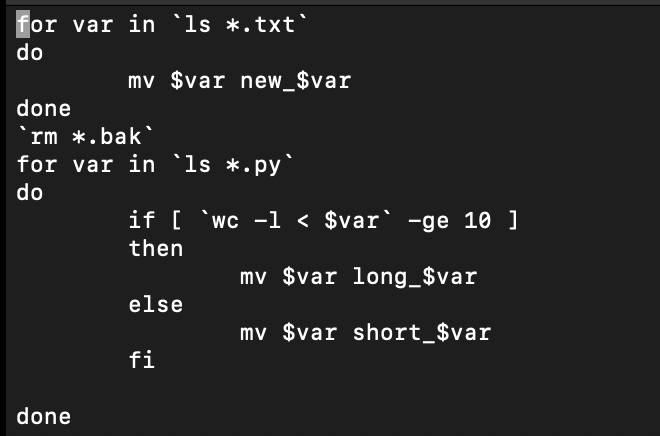 for var in `ls *.txt`
do
        mv $var new_$var
done
`rm *.bak`
for var in `ls *.py`
do
        if [ `wc -l < $var` -ge 10 ]
        then
                mv $var long_$var
        else
                mv $var short_$var
        fi

done